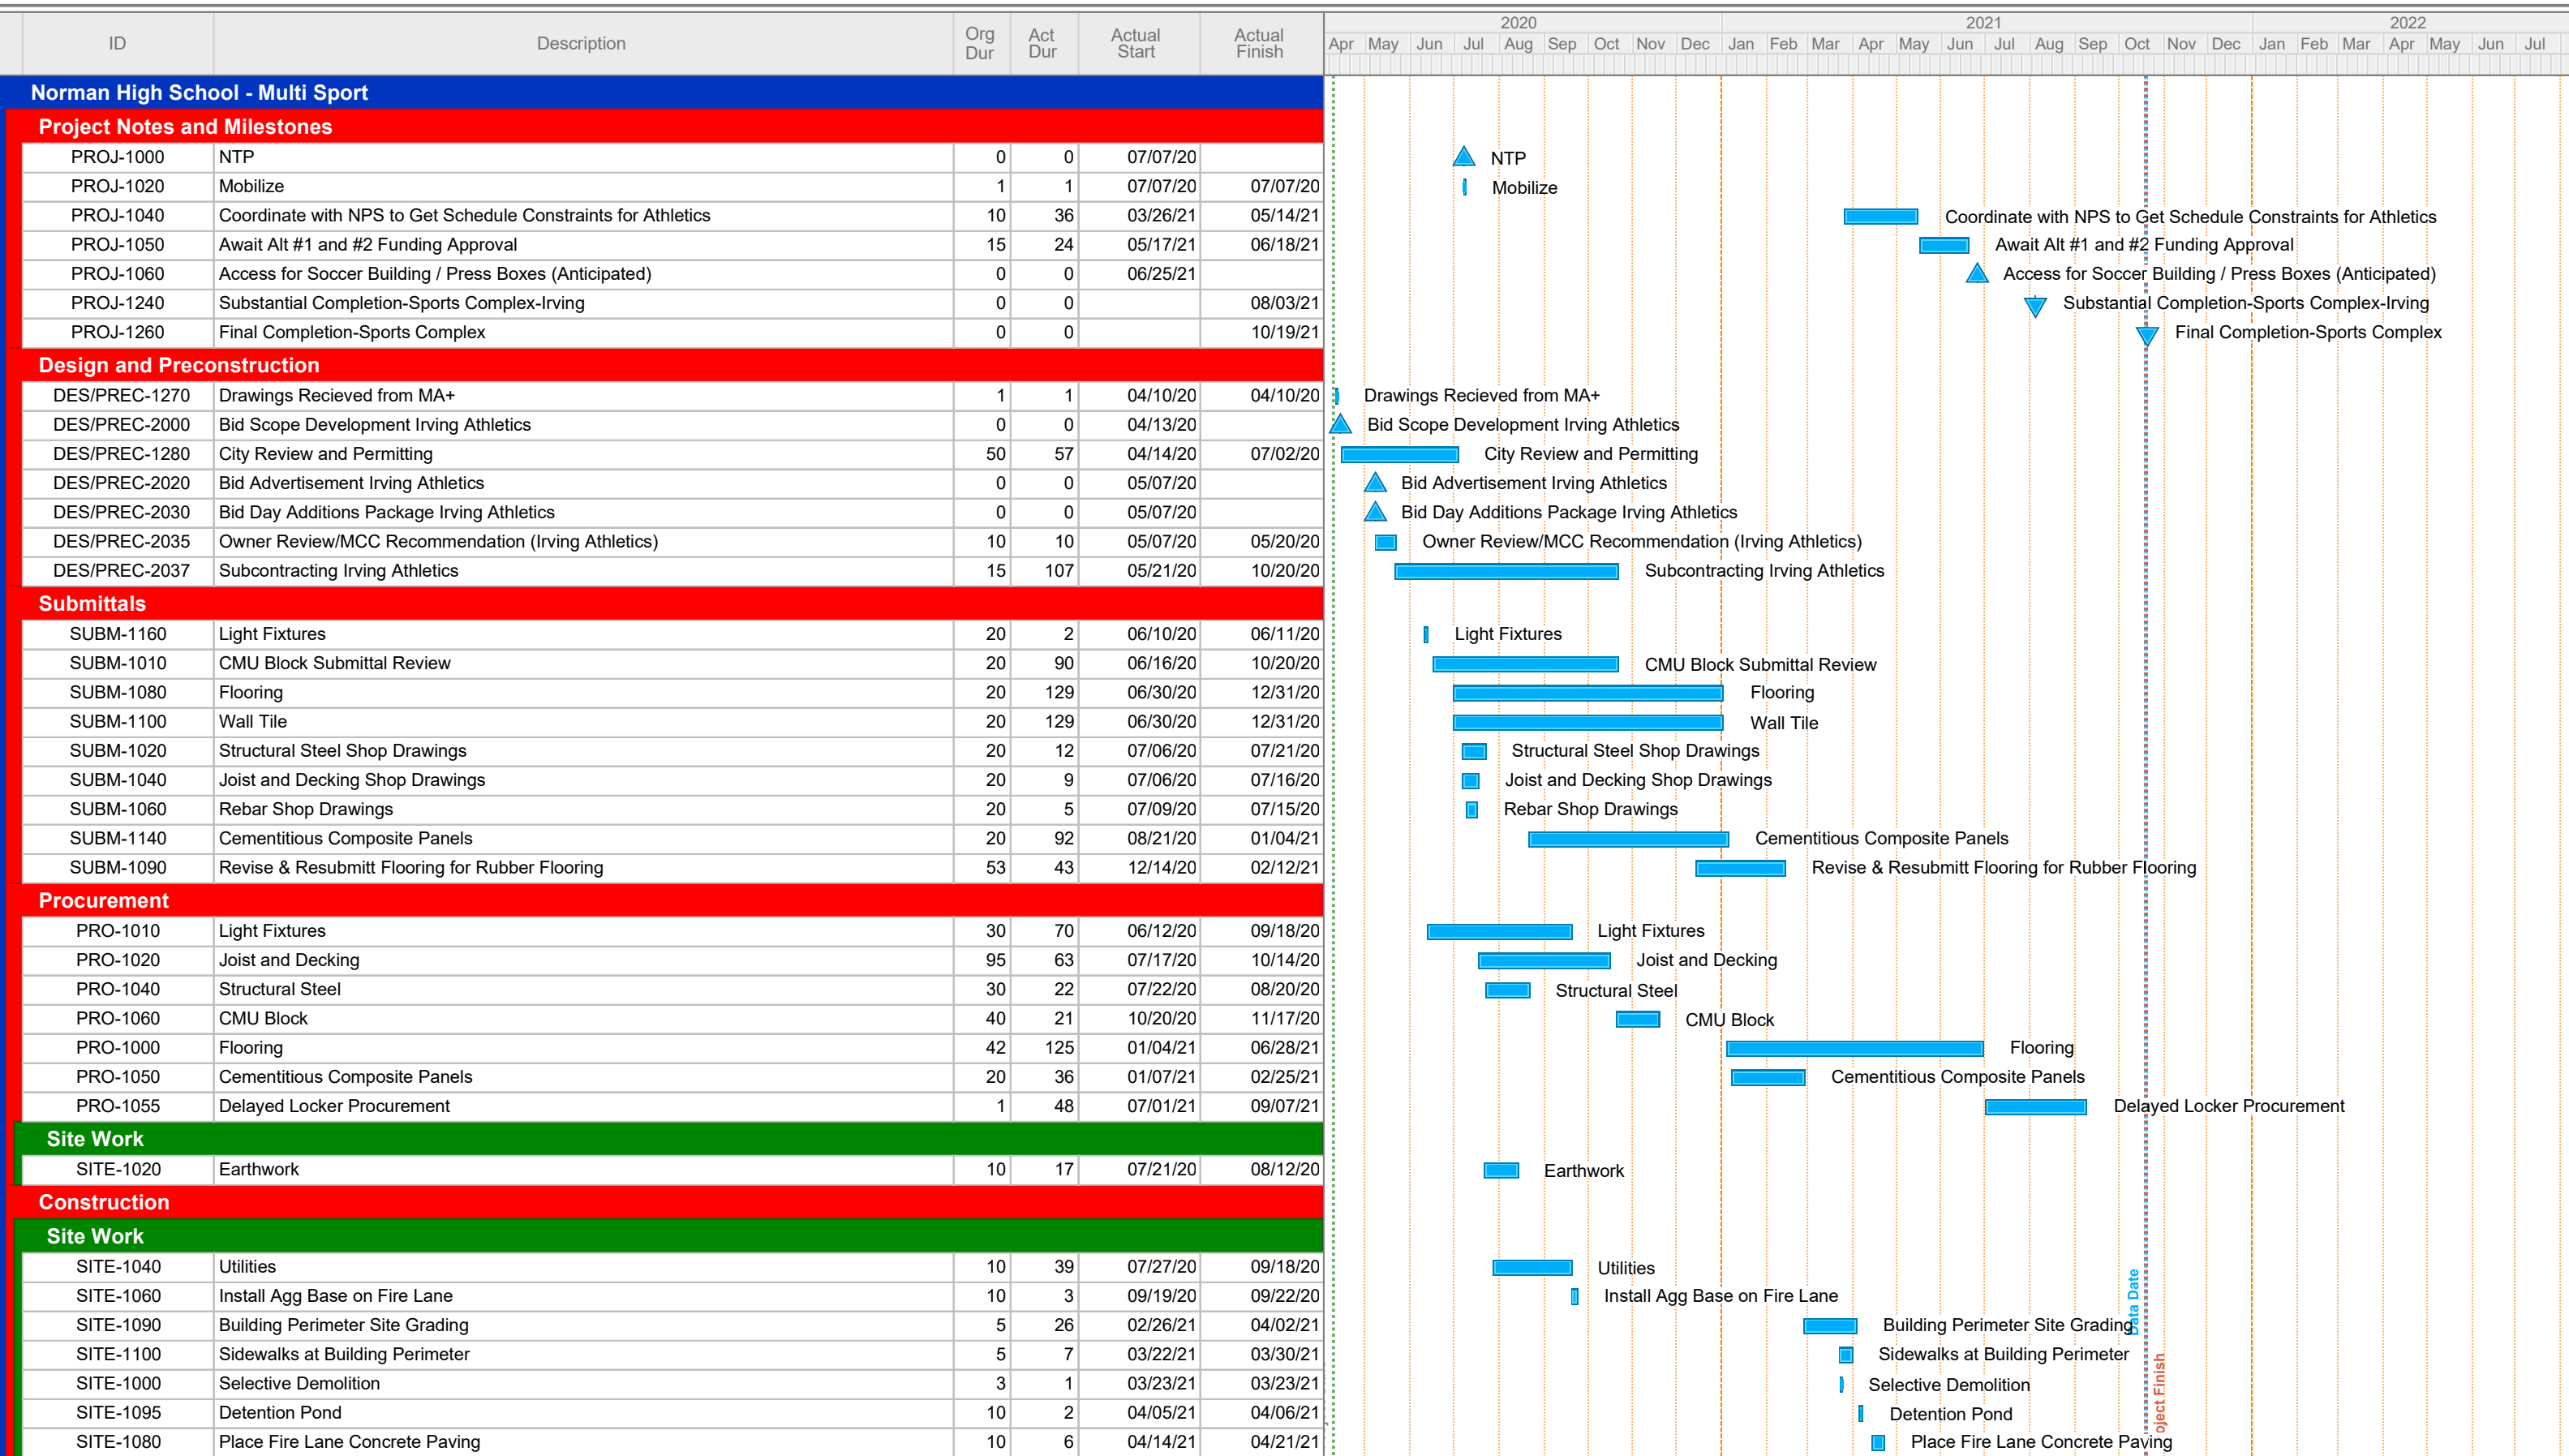 ID Description Org Dur Act Dur Actual Start Actual Finish 2020 2021 2022
Apr May Jun Jul Aug Sep Oct Nov Dec Jan Feb Mar Apr May Jun Jul Aug Sep Oct Nov Dec Jan Feb Mar Apr May Jun Jul
Norman High School - Multi Sport
Project Notes and Milestones
PROJ-1000 NTP 0 0 07/07/20 NTP
PROJ-1020 Mobilize 1 1 07/07/20 07/07/20 Mobilize
PROJ-1040 Coordinate with NPS to Get Schedule Constraints for Athletics 10 36 03/26/21 05/14/21 Coordinate with NPS to Get Schedule Constraints for Athletics
PROJ-1050 Await Alt #1 and #2 Funding Approval 15 24 05/17/21 06/18/21 Await Alt #1 and #2 Funding Approval
PROJ-1060 Access for Soccer Building / Press Boxes (Anticipated) 0 0 06/25/21 Access for Soccer Building / Press Boxes (Anticipated)
PROJ-1240 Substantial Completion-Sports Complex-Irving 0 0 08/03/21 Substantial Completion-Sports Complex-Irving
PROJ-1260 Final Completion-Sports Complex 0 0 10/19/21 Final Completion-Sports Complex
Design and Preconstruction
DES/PREC-1270 Drawings Recieved from MA+ 1 1 04/10/20 04/10/20 Drawings Recieved from MA+
DES/PREC-2000 Bid Scope Development Irving Athletics 0 0 04/13/20 Bid Scope Development Irving Athletics
DES/PREC-1280 City Review and Permitting 50 57 04/14/20 07/02/20 City Review and Permitting
DES/PREC-2020 Bid Advertisement Irving Athletics 0 0 05/07/20 Bid Advertisement Irving Athletics
DES/PREC-2030 Bid Day Additions Package Irving Athletics 0 0 05/07/20 Bid Day Additions Package Irving Athletics
DES/PREC-2035 Owner Review/MCC Recommendation (Irving Athletics) 10 10 05/07/20 05/20/20 Owner Review/MCC Recommendation (Irving Athletics)
DES/PREC-2037 Subcontracting Irving Athletics 15 107 05/21/20 10/20/20 Subcontracting Irving Athletics
Submittals
SUBM-1160 Light Fixtures 20 2 06/10/20 06/11/20 Light Fixtures
SUBM-1010 CMU Block Submittal Review 20 90 06/16/20 10/20/20 CMU Block Submittal Review
SUBM-1080 Flooring 20 129 06/30/20 12/31/20 Flooring
SUBM-1100 Wall Tile 20 129 06/30/20 12/31/20 Wall Tile
SUBM-1020 Structural Steel Shop Drawings 20 12 07/06/20 07/21/20 Structural Steel Shop Drawings
SUBM-1040 Joist and Decking Shop Drawings 20 9 07/06/20 07/16/20 Joist and Decking Shop Drawings
SUBM-1060 Rebar Shop Drawings 20 5 07/09/20 07/15/20 Rebar Shop Drawings
SUBM-1140 Cementitious Composite Panels 20 92 08/21/20 01/04/21 Cementitious Composite Panels
SUBM-1090 Revise & Resubmitt Flooring for Rubber Flooring 53 43 12/14/20 02/12/21 Revise & Resubmitt Flooring for Rubber Flooring
Procurement
PRO-1010 Light Fixtures 30 70 06/12/20 09/18/20 Light Fixtures
PRO-1020 Joist and Decking 95 63 07/17/20 10/14/20 Joist and Decking
PRO-1040 Structural Steel 30 22 07/22/20 08/20/20 Structural Steel
PRO-1060 CMU Block 40 21 10/20/20 11/17/20 CMU Block
PRO-1000 Flooring 42 125 01/04/21 06/28/21 Flooring
PRO-1050 Cementitious Composite Panels 20 36 01/07/21 02/25/21 Cementitious Composite Panels
PRO-1055 Delayed Locker Procurement 1 48 07/01/21 09/07/21 Delayed Locker Procurement
Site Work
SITE-1020 Earthwork 10 17 07/21/20 08/12/20 Earthwork
Construction
Site Work
SITE-1040 Utilities 10 39 07/27/20 09/18/20 Utilities
SITE-1060 Install Agg Base on Fire Lane 10 3 09/19/20 09/22/20 Install Agg Base on Fire Lane
SITE-1090 Building Perimeter Site Grading 5 26 02/26/21 04/02/21 Building Perimeter Site Grading
SITE-1100 Sidewalks at Building Perimeter 5 7 03/22/21 03/30/21 Sidewalks at Building Perimeter
SITE-1000 Selective Demolition 3 1 03/23/21 03/23/21 Selective Demolition
SITE-1095 Detention Pond 10 2 04/05/21 04/06/21 Detention Pond
SITE-1080 Place Fire Lane Concrete Paving 10 6 04/14/21 04/21/21 Place Fire Lane Concrete Paving
Data Date
oject Finish